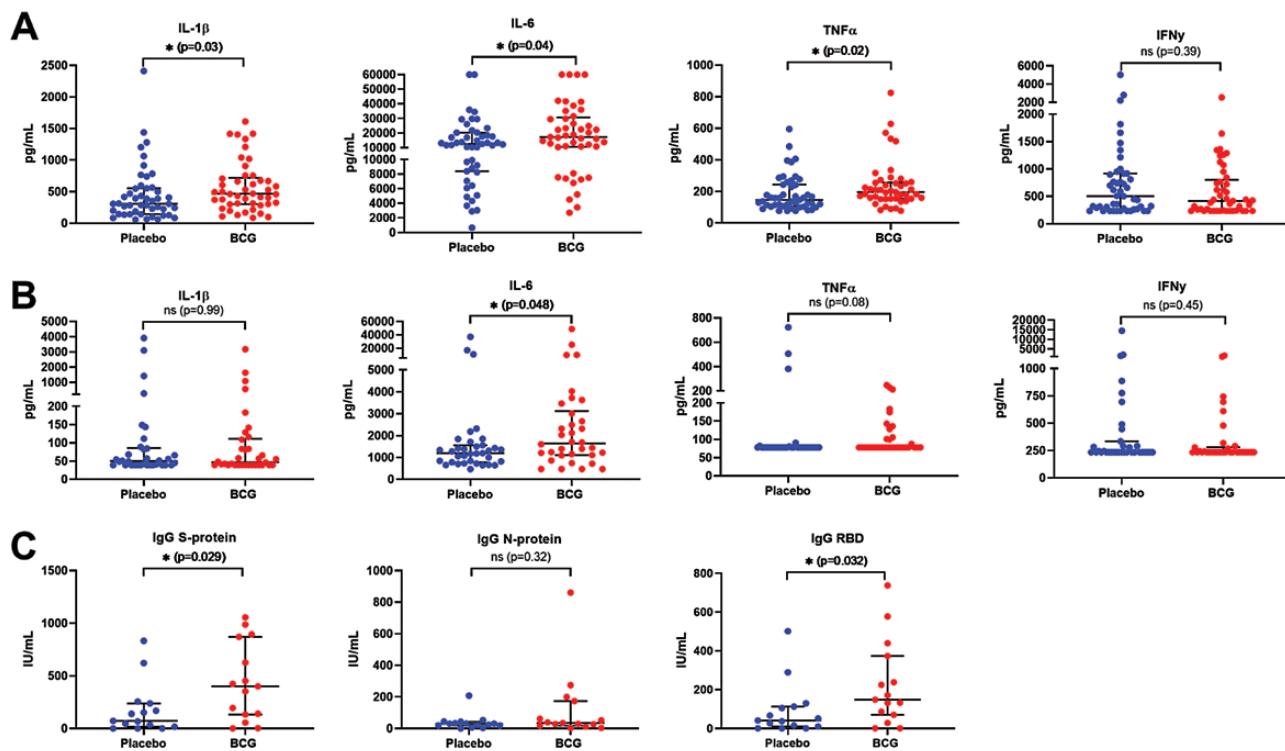 A
IL-1β
* (p=0.03)
pg/mL
2500
2000
1500
1000
500
0
Placebo
BCG
IL-6
* (p=0.04)
pg/mL
60000
50000
40000
30000
20000
10000
10000
8000
6000
4000
2000
0
Placebo
BCG
TNFα
* (p=0.02)
pg/mL
1000
800
600
400
200
0
Placebo
BCG
IFNy
ns (p=0.39)
pg/mL
6000
4000
2000
2000
1500
1000
500
0
Placebo
BCG
B
IL-1β
ns (p=0.99)
pg/mL
5000
4000
3000
2000
1000
200
150
100
50
0
Placebo
BCG
IL-6
* (p=0.048)
pg/mL
60000
40000
20000
5000
4000
3000
2000
1000
0
Placebo
BCG
TNFα
ns (p=0.08)
pg/mL
800
600
400
200
200
150
100
50
0
Placebo
BCG
IFNy
ns (p=0.45)
pg/mL
20000
15000
10000
5000
1000
750
500
250
0
Placebo
BCG
C
IgG S-protein
* (p=0.029)
IU/mL
1500
1000
500
0
Placebo
BCG
IgG N-protein
ns (p=0.32)
IU/mL
1000
800
600
400
200
0
Placebo
BCG
IgG RBD
* (p=0.032)
IU/mL
800
600
400
200
0
Placebo
BCG